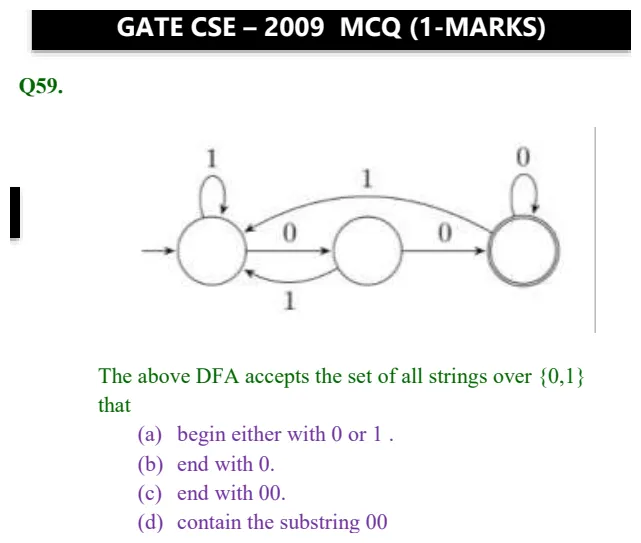 GATE CSE – 2009 MCQ (1-MARKS)
Q59.
1
0
1
0
0
1
The above DFA accepts the set of all strings over {0,1}
that
(a) begin either with 0 or 1 .
(b) end with 0.
(c) end with 00.
(d) contain the substring 00